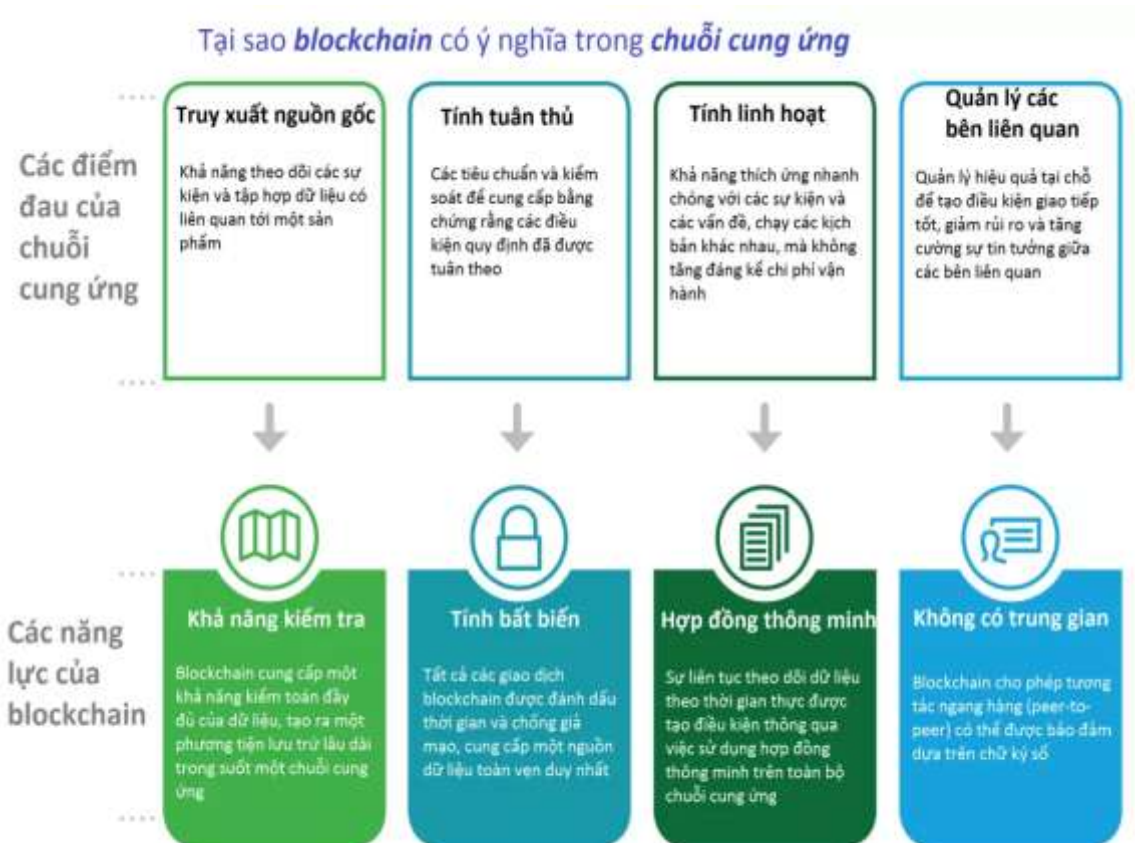 Tại sao blockchain có ý nghĩa trong chuỗi cung ứng
Các điểm
đau của
chuỗi
cung ứng
Truy xuất nguồn gốc
Khả năng theo dõi các sự
kiện và tập hợp dữ liệu có
liên quan tới một sản
phẩm
Tính tuân thủ
Các tiêu chuẩn và kiểm
soát để cung cấp bằng
chứng rằng các điều
kiện quy định đã được
tuân theo
Tính linh hoạt
Khả năng thích ứng nhanh
chóng với các sự kiện và
các vấn đề, chạy các kịch
bản khác nhau, mà không
tăng đáng kể chi phí vận
hành
Quản lý các
bên liên quan
Quản lý hiệu quả tại chỗ
để tạo điều kiện giao tiếp
tốt, giảm rủi ro và tăng
cường sự tin tưởng giữa
các bên liên quan
Các năng
lực của
blockchain
Khả năng kiểm tra
Blockchain cung cấp một
khả năng kiểm toán đầy
đủ của dữ liệu, tạo ra một
phương tiện lưu trữ lâu dài
trong suốt một chuỗi cung
ứng
Tính bất biến
Tất cả các giao dịch
blockchain được đánh dấu
thời gian và chống giả
mạo, cung cấp một nguồn
dữ liệu toàn vẹn duy nhất
Hợp đồng thông minh
Sự liên tục theo dõi dữ liệu
theo thời gian thực được
tạo điều kiện thông qua
việc sử dụng hợp đồng
thông minh trên toàn bộ
chuỗi cung ứng
Không có trung gian
Blockchain cho phép tương
tác ngang hàng (peer-to-
peer) có thể được bảo đảm
dựa trên chữ ký số